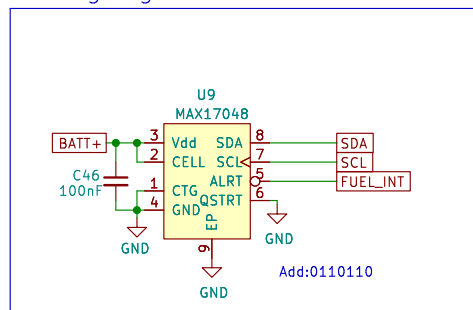 U9
MAX17048
BATT+
3 Vdd SDA 8 SDA
2 CELL SCL 7 SCL
C46
100nF
1 CTG ALRT 5 FUEL_INT
4 GND QSTRT 6
EP
9
GND
GND
GND
Add:0110110